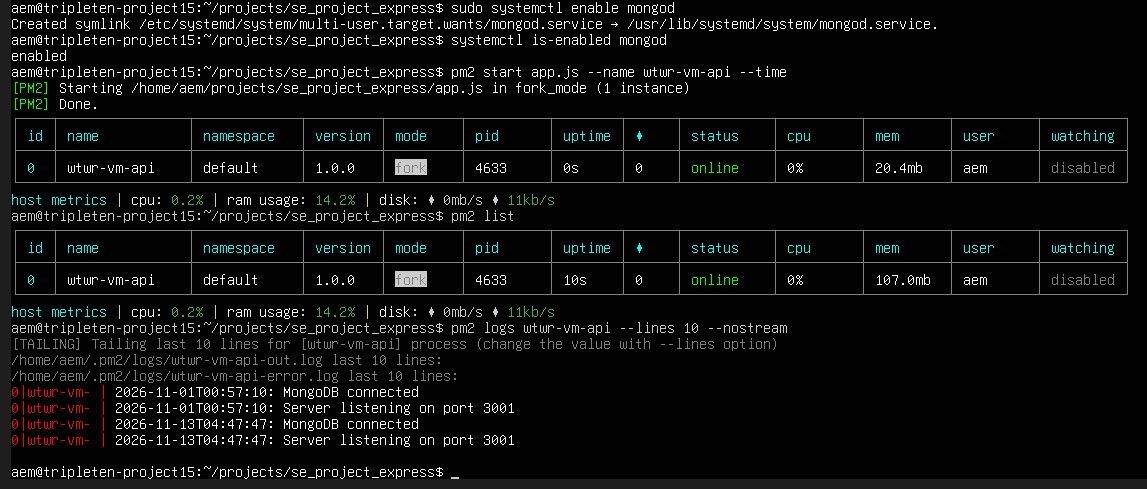 aem@tripleten-project15:~/projects/se_project_express$ sudo systemctl enable mongod
Created symlink /etc/systemd/system/multi-user.target.wants/mongod.service → /usr/lib/systemd/system/mongod.service.
aem@tripleten-project15:~/projects/se_project_express$ systemctl is-enabled mongod
enabled
aem@tripleten-project15:~/projects/se_project_express$ pm2 start app.js --name wtwr-vm-api --time
[PM2] Starting /home/aem/projects/se_project_express/app.js in fork_mode (1 instance)
[PM2] Done.
id name namespace version mode pid uptime ♦ status cpu mem user watching
0 wtwr-vm-api default 1.0.0 fork 4633 0s 0 online 0% 20.4mb aem disabled
host metrics | cpu: 0.2% | ram usage: 14.2% | disk: ♦ 0mb/s ♦ 11kb/s
aem@tripleten-project15:~/projects/se_project_express$ pm2 list
id name namespace version mode pid uptime ♦ status cpu mem user watching
0 wtwr-vm-api default 1.0.0 fork 4633 10s 0 online 0% 107.0mb aem disabled
host metrics | cpu: 0.2% | ram usage: 14.2% | disk: ♦ 0mb/s ♦ 11kb/s
aem@tripleten-project15:~/projects/se_project_express$ pm2 logs wtwr-vm-api --lines 10 --nostream
[TAILING] Tailing last 10 lines for [wtwr-vm-api] process (change the value with --lines option)
/home/aem/.pm2/logs/wtwr-vm-api-out.log last 10 lines:
/home/aem/.pm2/logs/wtwr-vm-api-error.log last 10 lines:
0|wtwr-vm- | 2026-11-01T00:57:10: MongoDB connected
0|wtwr-vm- | 2026-11-01T00:57:10: Server listening on port 3001
0|wtwr-vm- | 2026-11-13T04:47:47: MongoDB connected
0|wtwr-vm- | 2026-11-13T04:47:47: Server listening on port 3001
aem@tripleten-project15:~/projects/se_project_express$ _